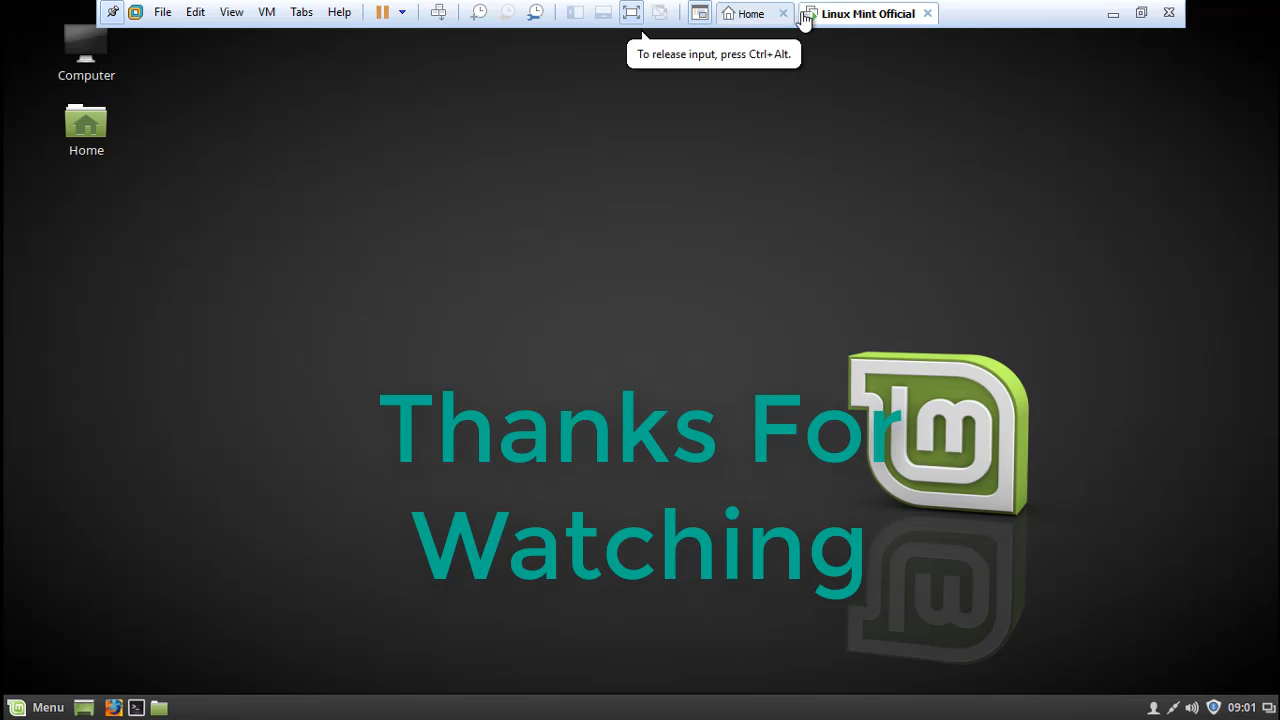 File Edit View VM Tabs Help Home Linux Mint Official
To release input, press Ctrl+Alt.
Computer
Home
Thanks For
Watching
Menu 09:01